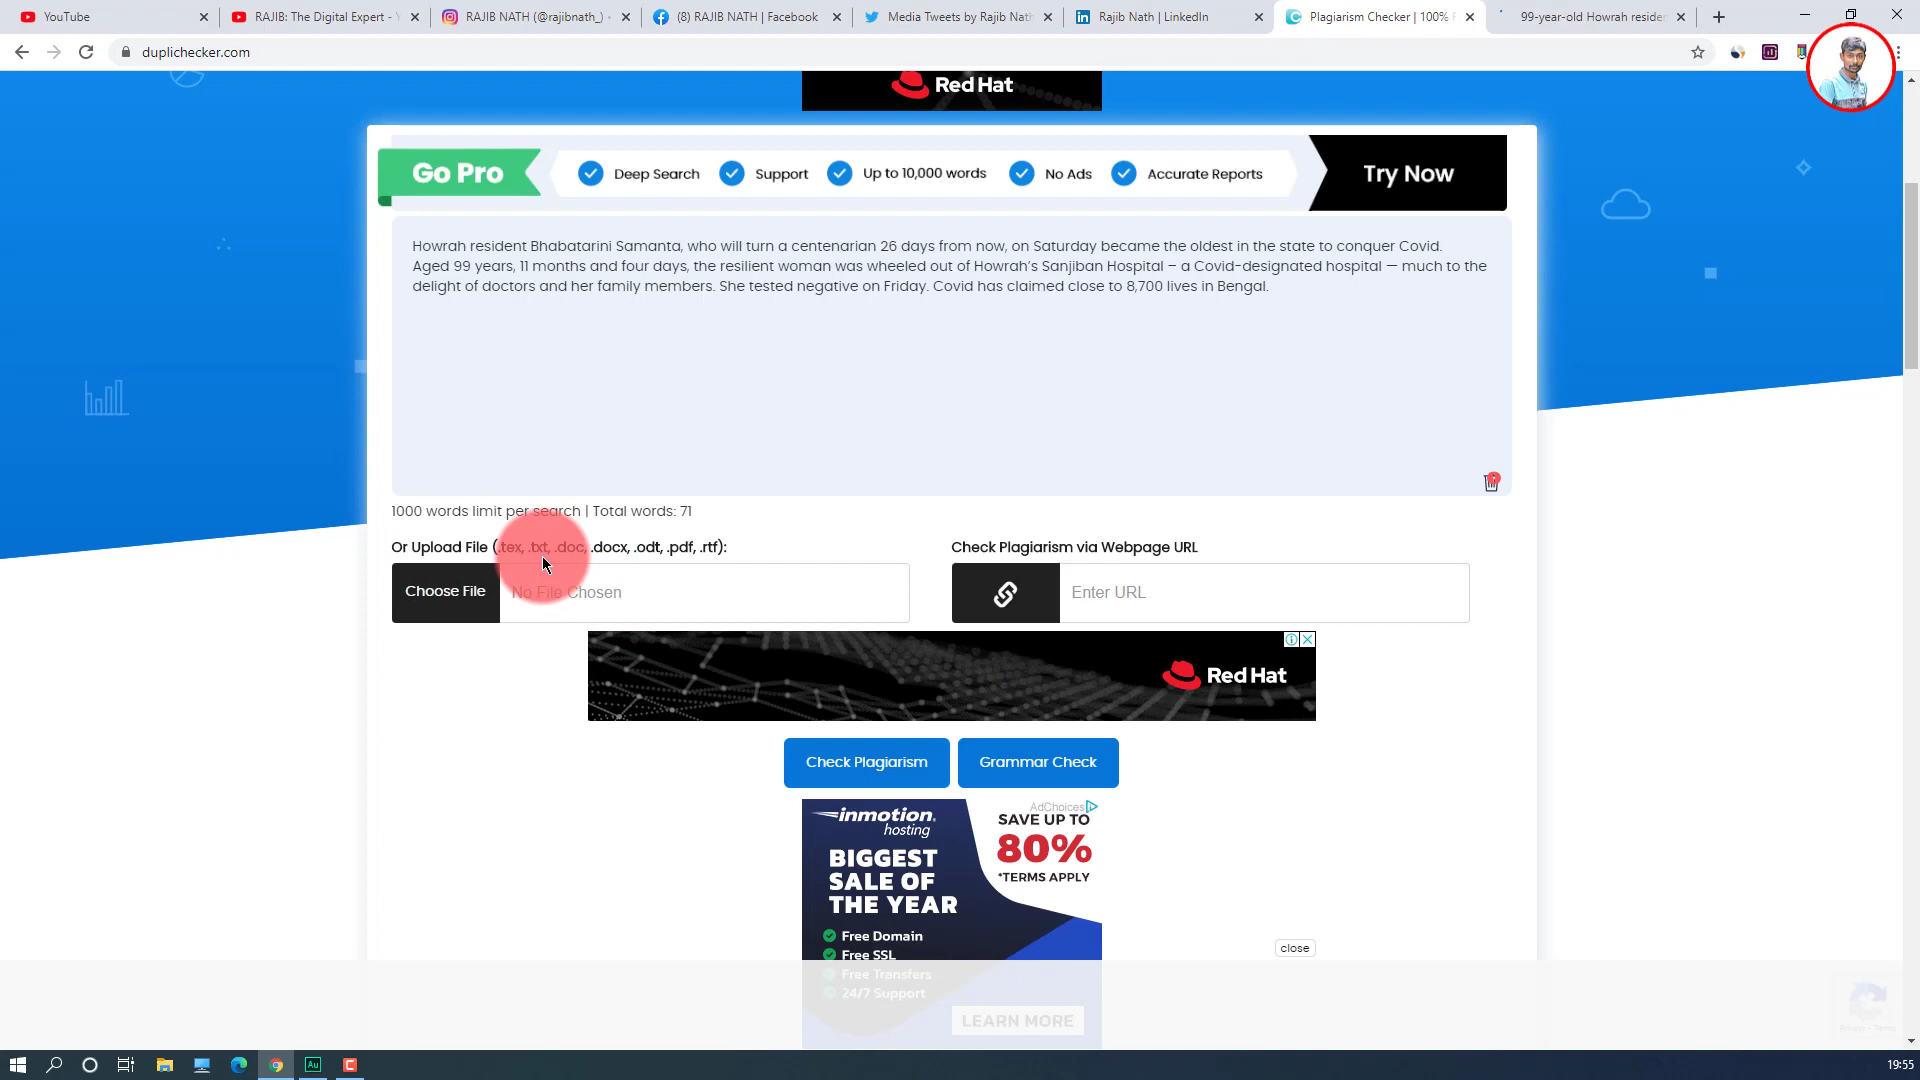 YouTube
RAJIB: The Digital Expert - Y
RAJIB NATH (@rajibnath_) •
(8) RAJIB NATH | Facebook
Media Tweets by Rajib Nath
Rajib Nath | LinkedIn
Plagiarism Checker | 100% F
99-year-old Howrah resider
duplichecker.com
Red Hat
Go Pro
Deep Search
Support
Up to 10,000 words
No Ads
Accurate Reports
Try Now
Howrah resident Bhabatarini Samanta, who will turn a centenarian 26 days from now, on Saturday became the oldest in the state to conquer Covid.
Aged 99 years, 11 months and four days, the resilient woman was wheeled out of Howrah's Sanjiban Hospital – a Covid-designated hospital — much to the
delight of doctors and her family members. She tested negative on Friday. Covid has claimed close to 8,700 lives in Bengal.
1000 words limit per search | Total words: 71
Or Upload File (.tex, .txt, .doc, .docx, .odt, .pdf, .rtf):
Check Plagiarism via Webpage URL
Choose File
No File Chosen
Enter URL
Red Hat
Check Plagiarism
Grammar Check
AdChoices
inmotion
hosting
SAVE UP TO
80%
*TERMS APPLY
BIGGEST
SALE OF
THE YEAR
Free Domain
Free SSL
Free Transfers
24/7 Support
LEARN MORE
close
Privacy - Terms
Au
19:55